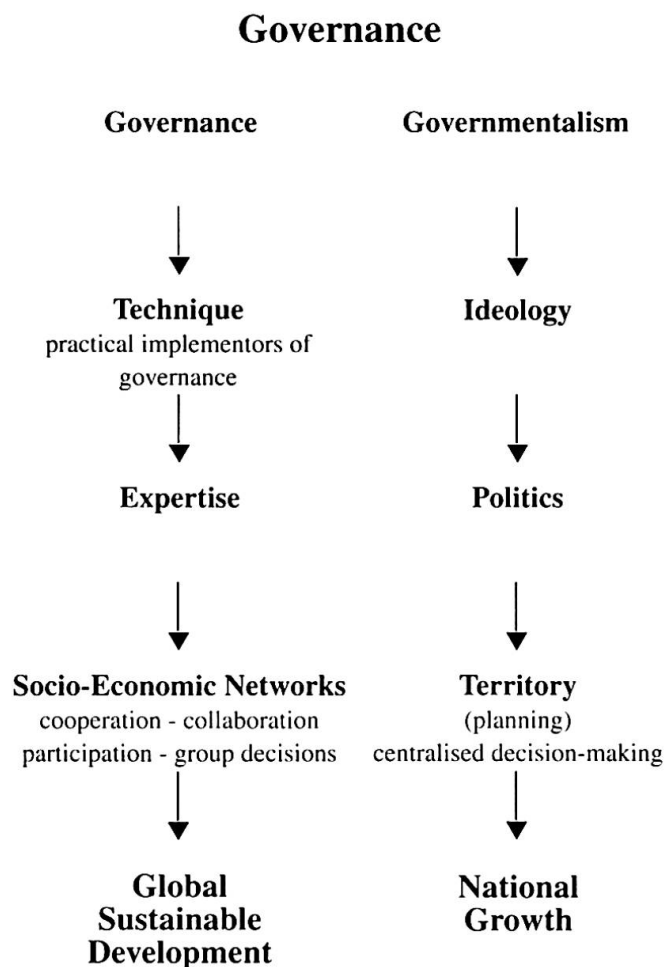 Governance
Governance
Governmentalism
Technique
practical implementors of
governance
Ideology
Expertise
Politics
Socio-Economic Networks
cooperation - collaboration
participation - group decisions
Territory
(planning)
centralised decision-making
Global
Sustainable
Development
National
Growth